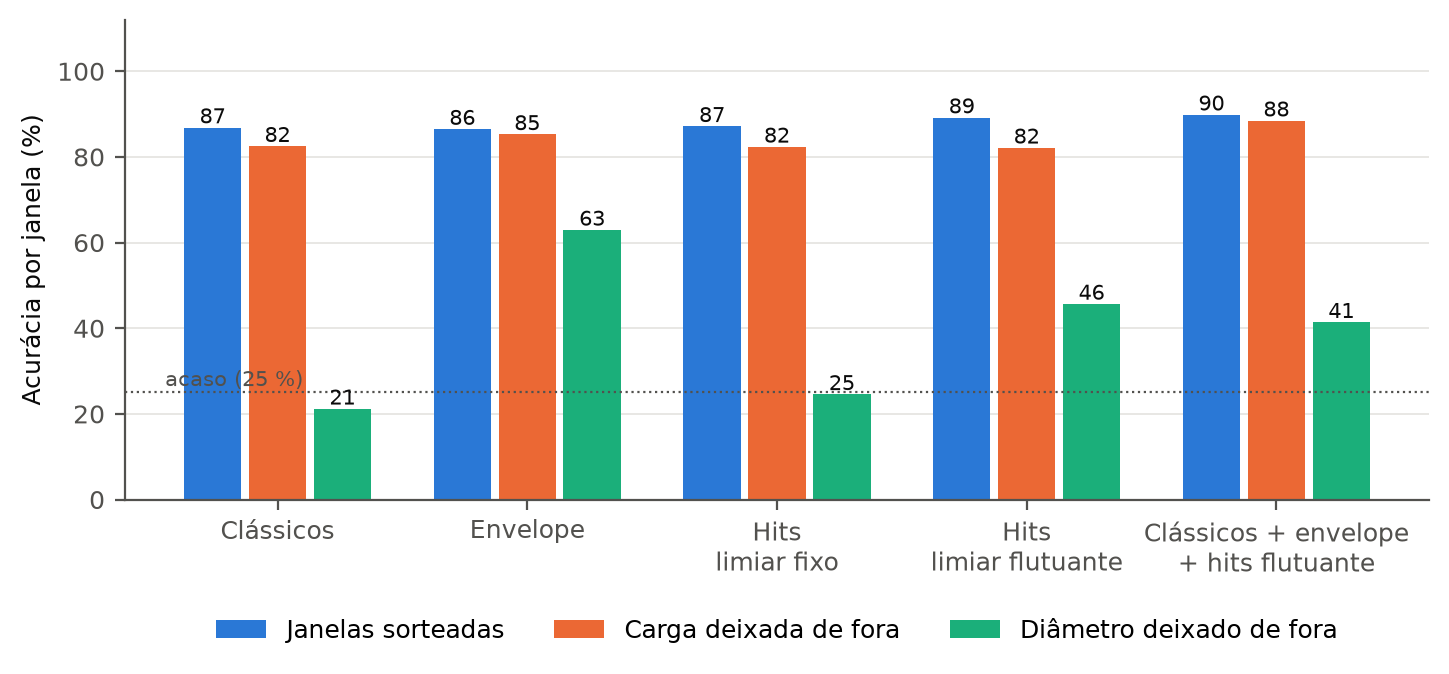 Acurácia por janela (%)
100
80
60
40
20
0
87
82
21
86
85
63
87
82
25
89
82
46
90
88
41
acaso (25 %)
Clássicos
Envelope
Hits
limiar fixo
Hits
limiar flutuante
Clássicos + envelope
+ hits flutuante
Janelas sorteadas
Carga deixada de fora
Diâmetro deixado de fora